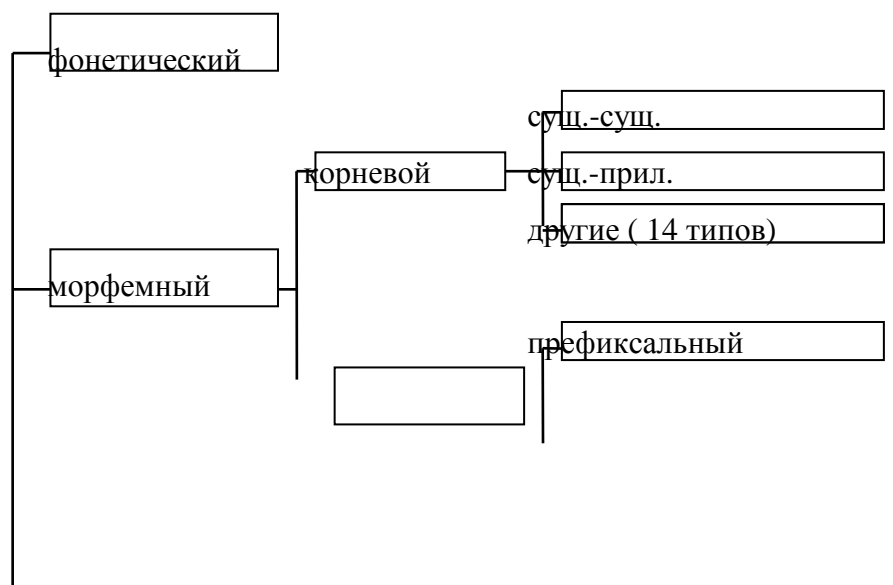 фонетический
сущ.-сущ.
корневой
сущ.-прил.
другие ( 14 типов)
морфемный
префиксальный